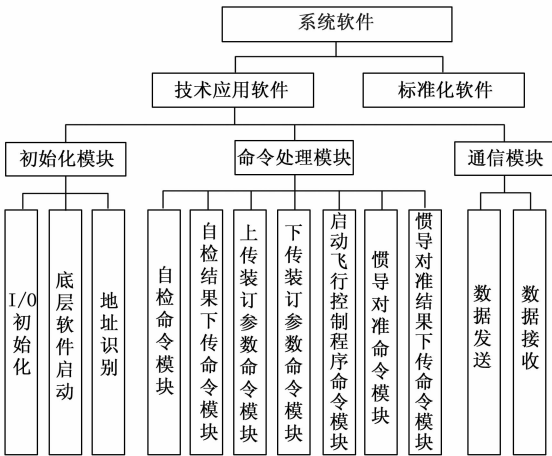 系统软件
技术应用软件
标准化软件
初始化模块
命令处理模块
通信模块
I/O初始化
底层软件启动
地址识别
自检命令模块
自检结果下传命令模块
上传装订参数命令模块
下传装订参数命令模块
启动飞行控制程序命令模块
惯导对准命令模块
惯导对准结果下传命令模块
数据发送
数据接收